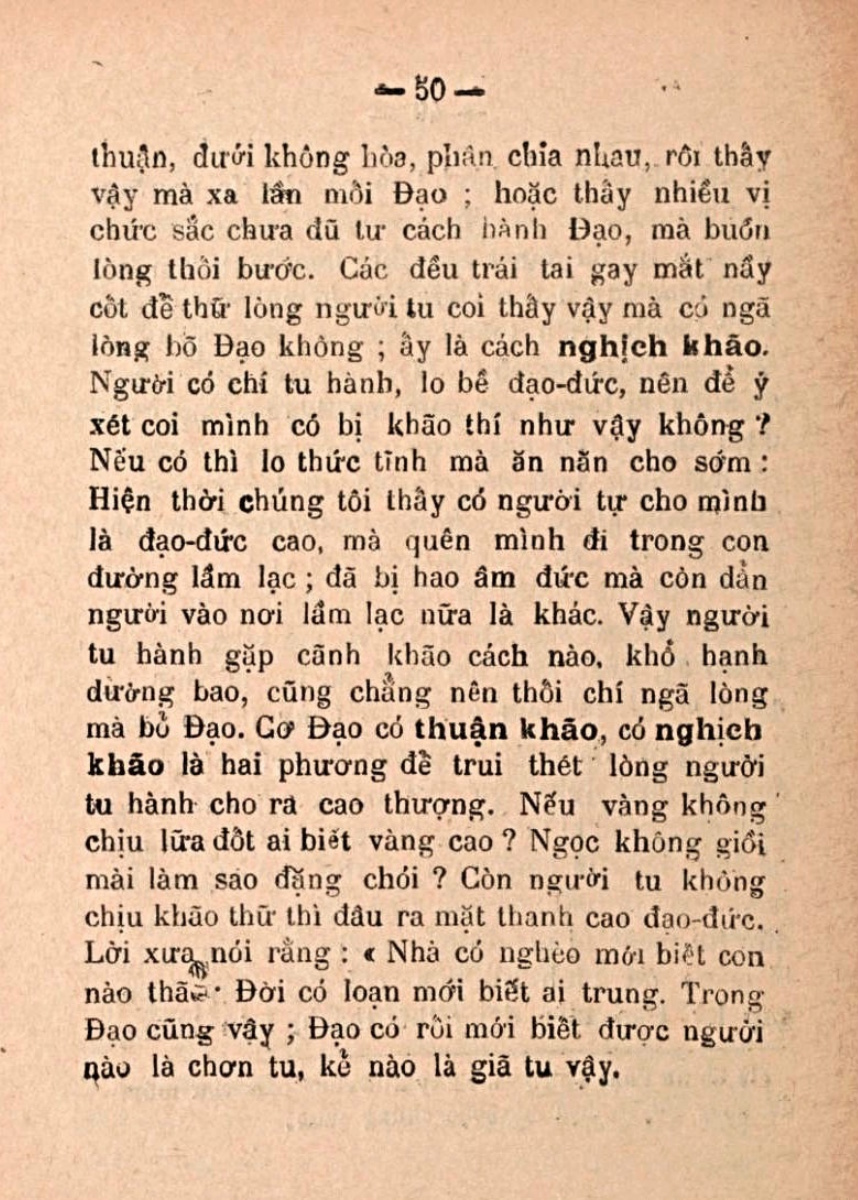 — 50 —
thuận, dưới không hòa, phân chia nhau, rồi thấy
vậy mà xa lần mối Đạo ; hoặc thấy nhiều vị
chức sắc chưa đũ tư cách hành Đạo, mà buồn
lòng thối bước. Các đều trái tai gay mắt nầy
cốt để thữ lòng người tu coi thấy vậy mà có ngã
lòng bõ Đạo không ; ấy là cách nghịch khão.
Người có chí tu hành, lo bề đạo-đức, nên để ý
xét coi mình có bị khão thí như vậy không ?
Nếu có thì lo thức tĩnh mà ăn năn cho sớm :
Hiện thời chúng tôi thấy có người tự cho mình
là đạo-đức cao, mà quên mình đi trong con
đường lầm lạc ; đã bị hao âm đức mà còn dẫn
người vào nơi lầm lạc nữa là khác. Vậy người
tu hành gặp cãnh khão cách nào, khổ hạnh
dường bao, cũng chẳng nên thối chí ngã lòng
mà bỏ Đạo. Cơ Đạo có thuận khão, có nghịch
khão là hai phương để trui thét lòng người
tu hành cho ra cao thượng. Nếu vàng không
chịu lữa đốt ai biết vàng cao ? Ngọc không giồi
mài làm sao đặng chói ? Còn người tu không
chịu khão thữ thì đâu ra mặt thanh cao đạo-đức.
Lời xưa nói rằng : « Nhà có nghèo mới biết con
nào thão. Đời có loạn mới biết ai trung. Trong
Đạo cũng vậy ; Đạo có rồi mới biết được người
nào là chơn tu, kẻ nào là giã tu vậy.